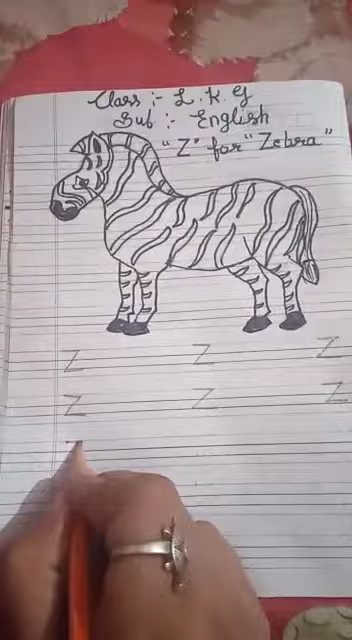 Class :- L.K.G
Sub :- English
"Z" for "Zebra"
Z Z Z
Z Z Z